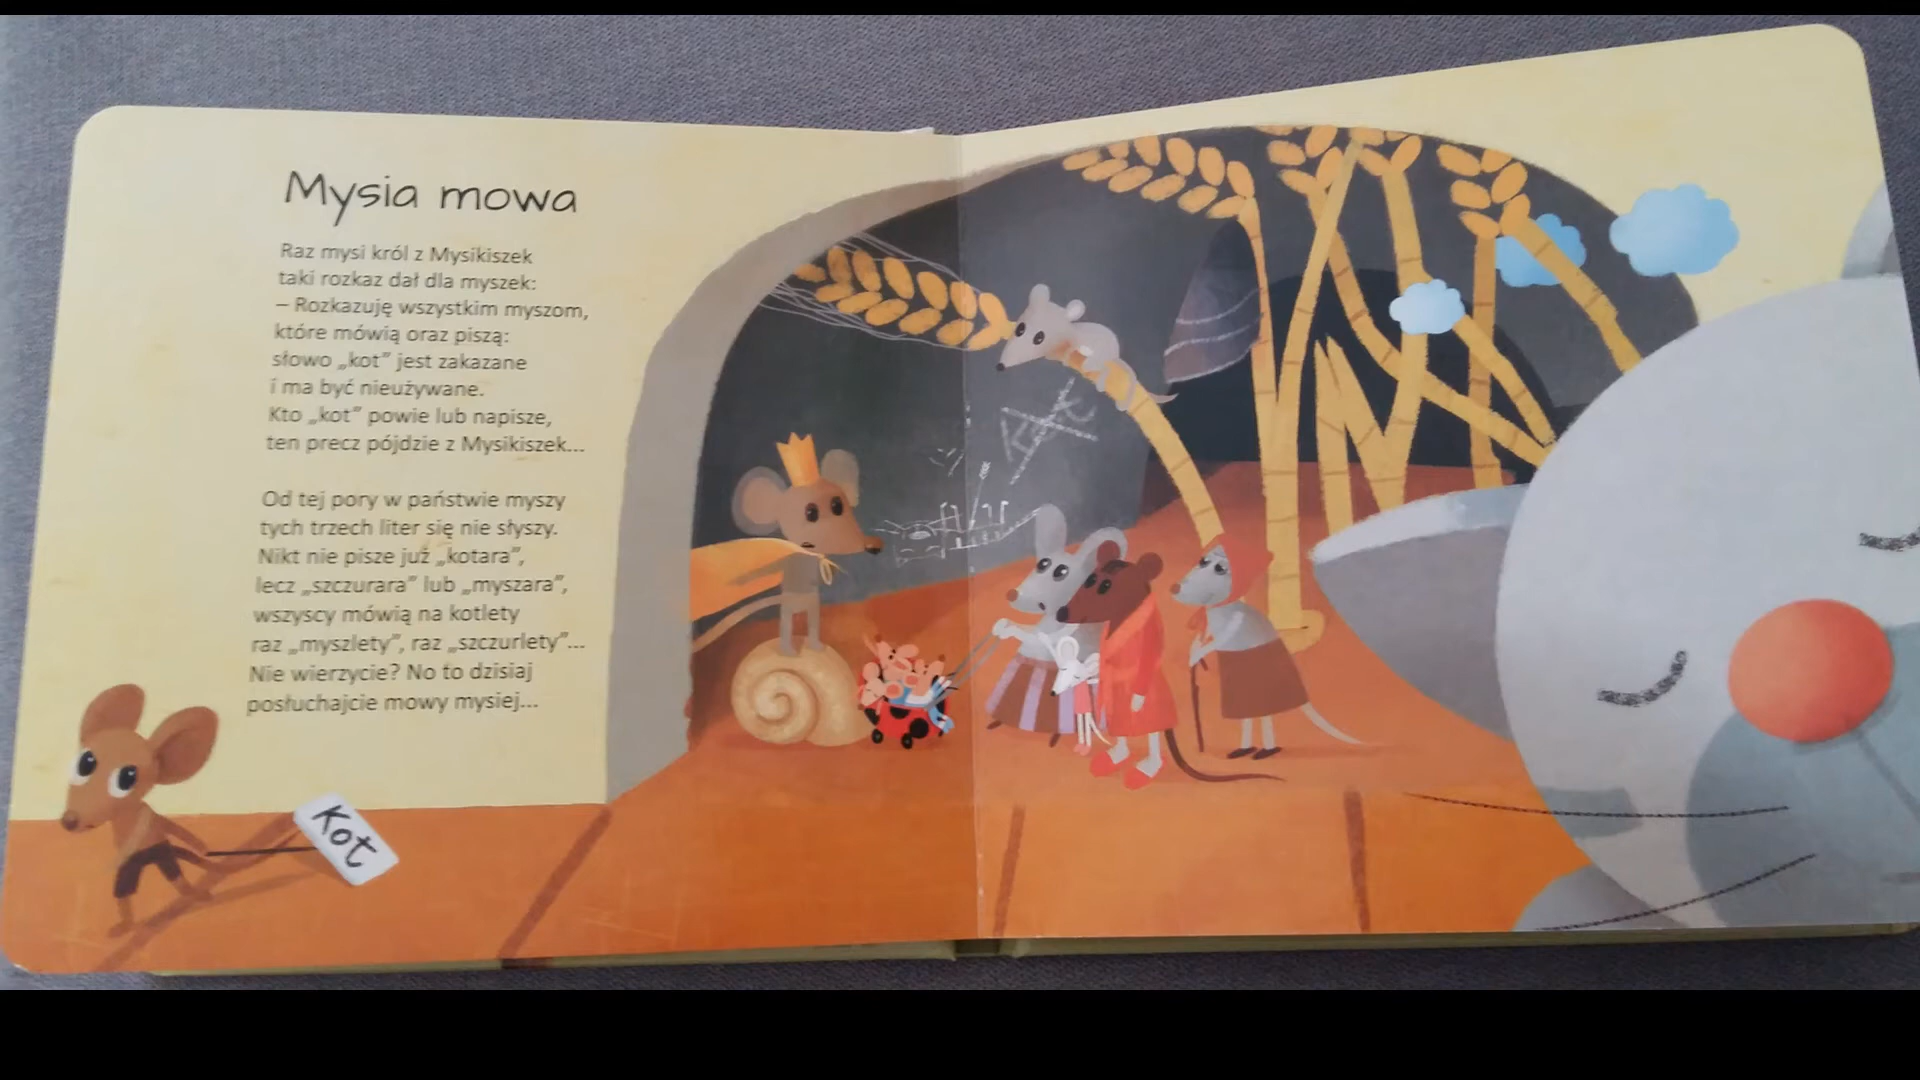 Mysia mowa
Raz mysi król z Mysikiszek
taki rozkaz dał dla myszek:
– Rozkazuję wszystkim myszom,
które mówią oraz piszą:
słowo „kot” jest zakazane
i ma być nieużywane.
Kto „kot” powie lub napisze,
ten precz pójdzie z Mysikiszek...
Od tej pory w państwie myszy
tych trzech liter się nie słyszy.
Nikt nie pisze już „kotara”,
lecz „szczurara” lub „myszara”,
wszyscy mówią na kotlety
raz „myszlety”, raz „szczurlety”...
Nie wierzycie? No to dzisiaj
posłuchajcie mowy mysiej...
Kot